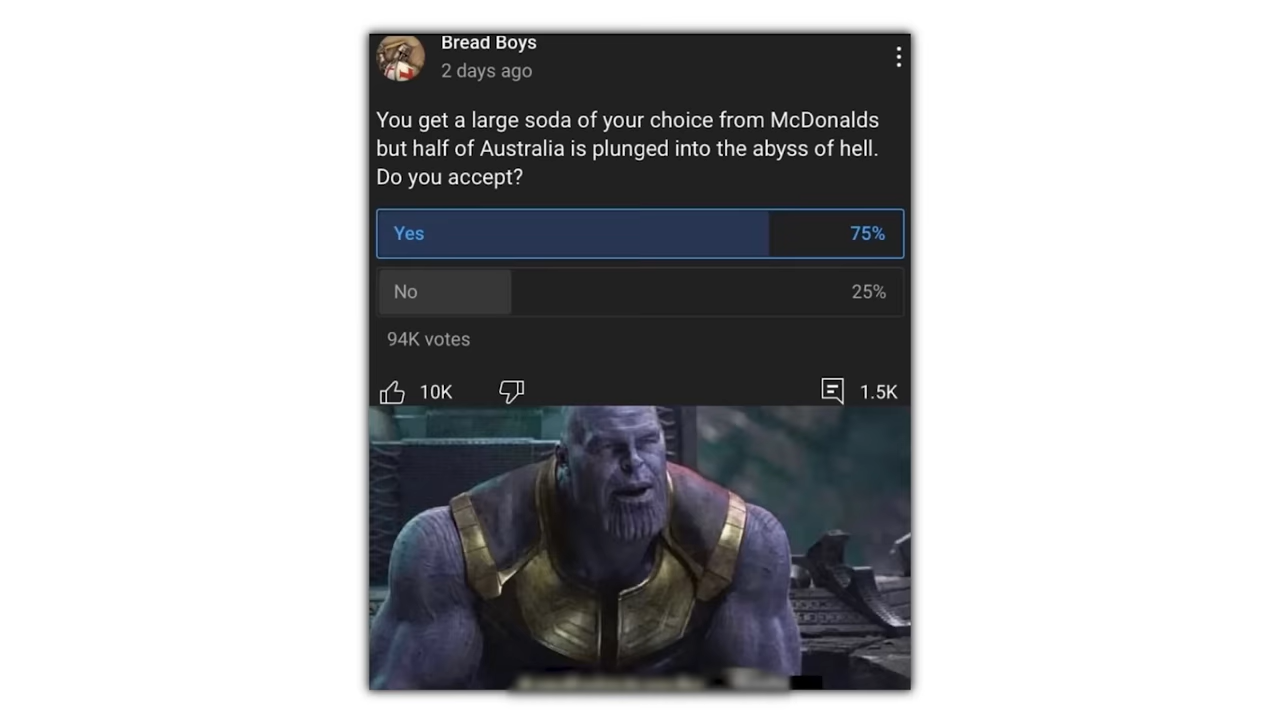 Bread Boys
2 days ago
You get a large soda of your choice from McDonalds
but half of Australia is plunged into the abyss of hell.
Do you accept?
Yes 75%
No 25%
94K votes
10K 1.5K